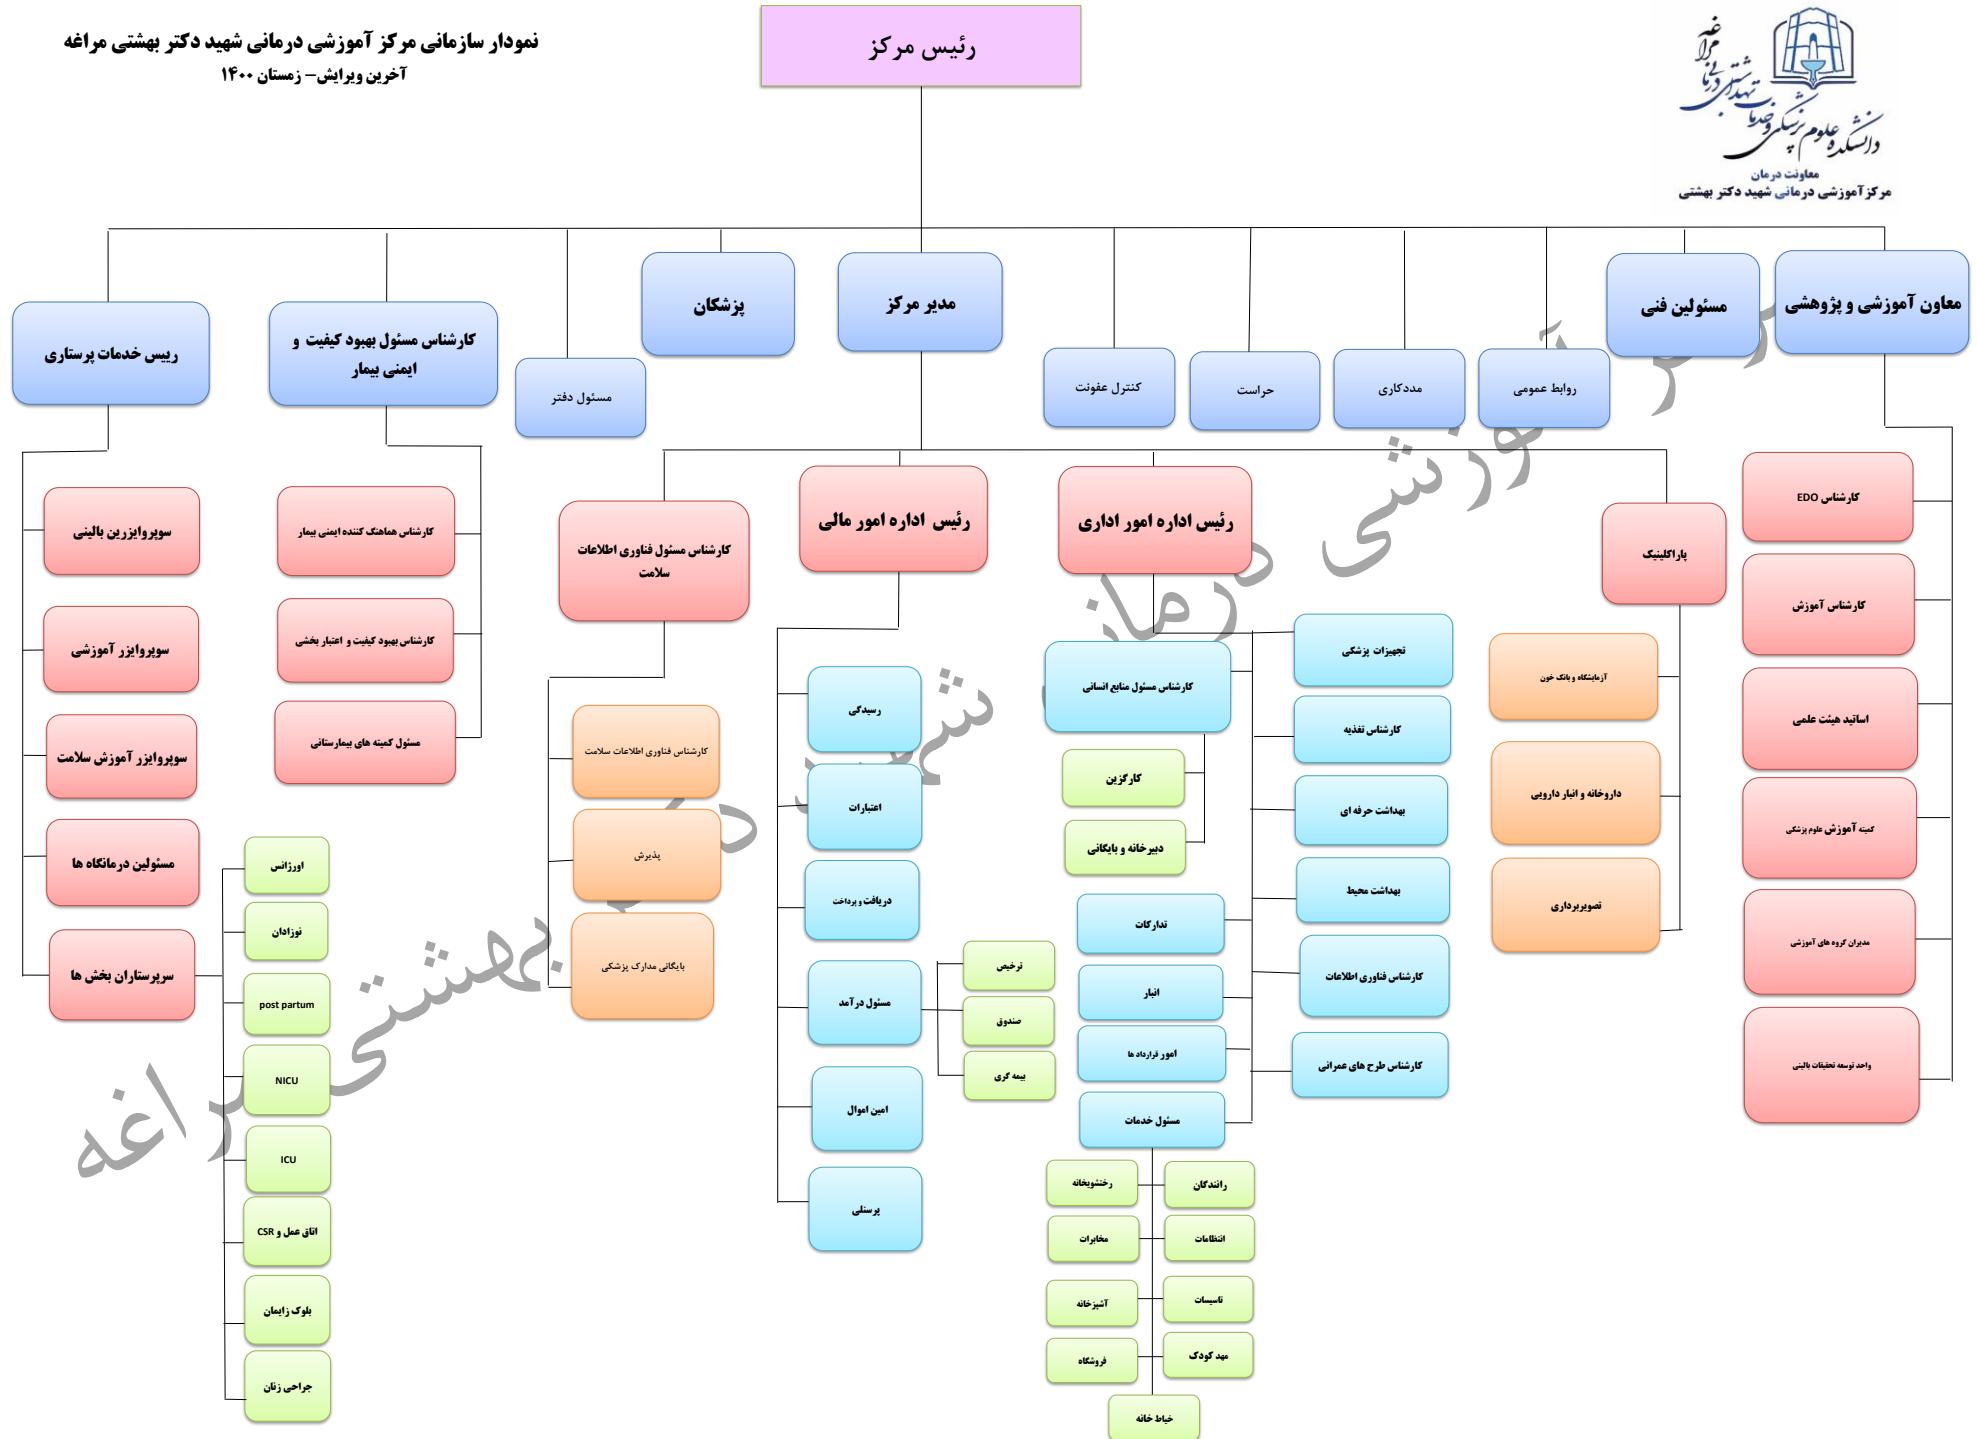 نمودار سازمانی مرکز آموزشی درمانی شهید دکتر بهشتی مراغه
آخرین ویرایش- زمستان ۱۴۰۰
رئیس مرکز
دانشکده علوم پزشکی و خدمات بهداشتی درمانی مراغه
معاونت درمان
مرکز آموزشی درمانی شهید دکتر بهشتی
معاون آموزشی و پژوهشی
مسئولین فنی
روابط عمومی
مددکاری
حراست
کنترل عفونت
مدیر مرکز
پزشکان
مسئول دفتر
کارشناس مسئول بهبود کیفیت و
ایمنی بیمار
رییس خدمات پرستاری
کارشناس EDO
کارشناس آموزش
اساتید هیئت علمی
کمیته آموزش علوم پزشکی
مدیران گروه های آموزشی
واحد توسعه تحقیقات بالینی
پاراکلینیک
آزمایشگاه و بانک خون
داروخانه و انبار دارویی
تصویربرداری
رئیس اداره امور اداری
تجهیزات پزشکی
کارشناس تغذیه
بهداشت حرفه ای
بهداشت محیط
کارشناس فناوری اطلاعات
کارشناس طرح های عمرانی
کارشناس مسئول منابع انسانی
کارگزین
دبیرخانه و بایگانی
تدارکات
انبار
امور قرارداد ها
مسئول خدمات
رانندگان
رختشویخانه
انتظامات
مخابرات
تاسیسات
آشپزخانه
مهد کودک
فروشگاه
خیاط خانه
رئیس اداره امور مالی
رسیدگی
اعتبارات
دریافت و پرداخت
مسئول درآمد
ترخیص
صندوق
بیمه گری
امین اموال
پرسنلی
کارشناس مسئول فناوری اطلاعات
سلامت
کارشناس فناوری اطلاعات سلامت
پذیرش
بایگانی مدارک پزشکی
کارشناس هماهنگ کننده ایمنی بیمار
کارشناس بهبود کیفیت و اعتبار بخشی
مسئول کمیته های بیمارستانی
سوپروایزرین بالینی
سوپروایزر آموزشی
سوپروایزر آموزش سلامت
مسئولین درمانگاه ها
سرپرستاران بخش ها
اورژانس
نوزادان
post partum
NICU
ICU
اتاق عمل و CSR
بلوک زایمان
جراحی زنان
مرکز آموزشی درمانی شهید دکتر بهشتی مراغه